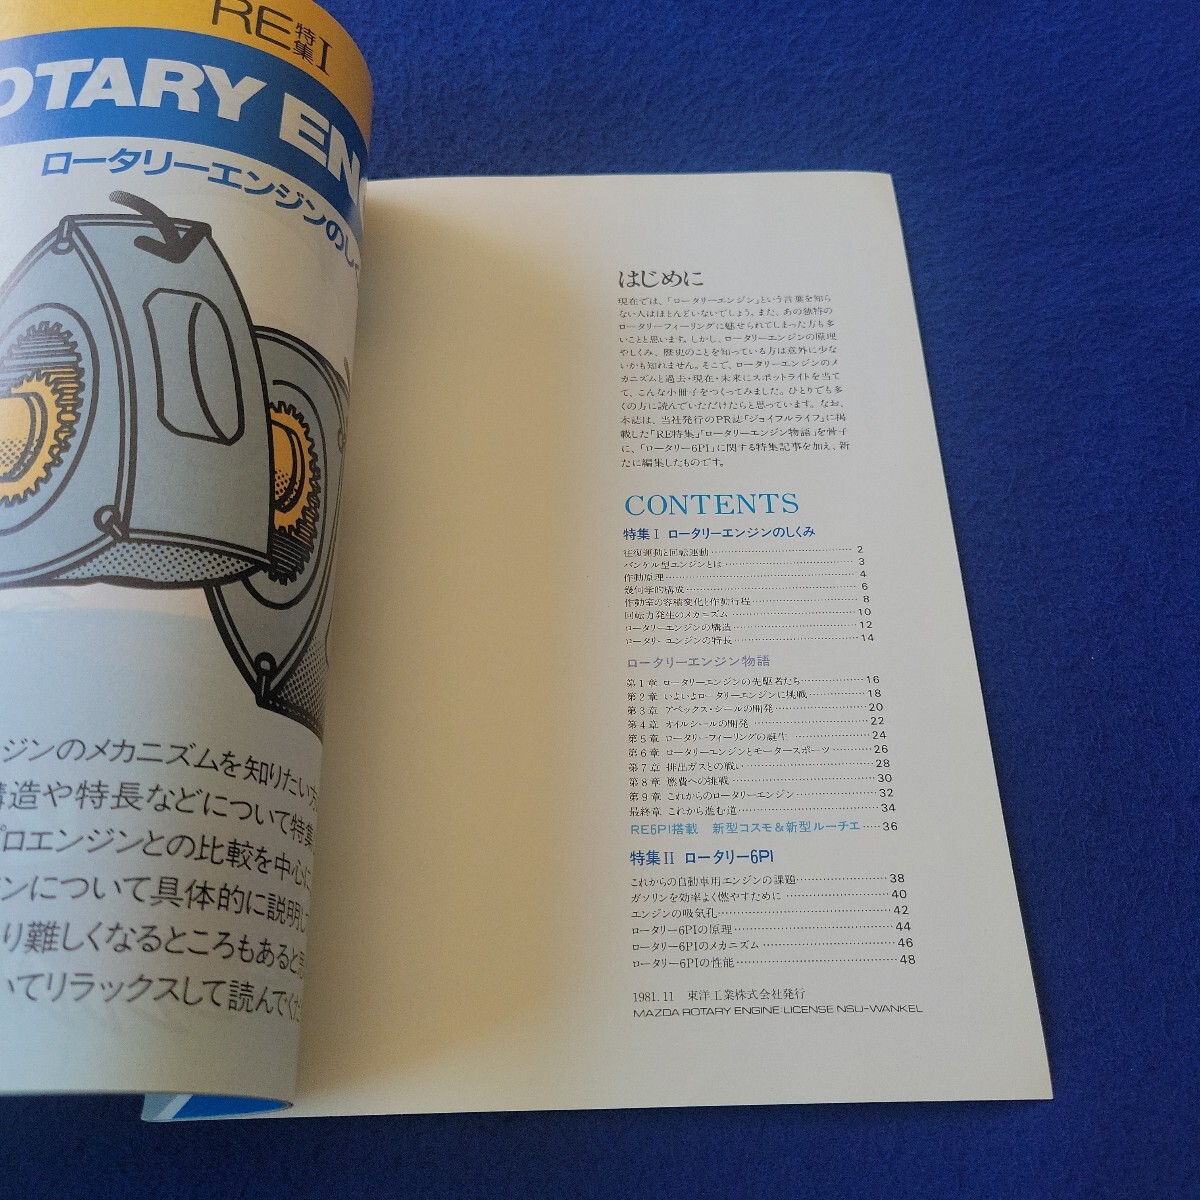 RE特集I
OTARY EN
ロータリーエンジンのし
ジンのメカニズムを知りたい方
構造や特長などについて特集
プロエンジンとの比較を中心に
ンについて具体的に説明し
り難しくなるところもあると思
いてリラックスして読んでくだ
はじめに
現在では、「ロータリーエンジン」という言葉を知ら
ない人はほとんどいないでしょう。また、あの独特の
ロータリーフィーリングに魅せられてしまった方も多
いことと思います。しかし、ロータリーエンジンの原理
やしくみ、歴史のことを知っている方は意外に少な
いかも知れません。そこで、ロータリーエンジンのメ
カニズムと過去・現在・未来にスポットライトを当て
て、こんな小冊子をつくってみました。ひとりでも多
くの方に読んでいただけたらと思っています。なお、
本誌は、当社発行のPR誌「ジョイフルライフ」に掲
載した「RE特集」「ロータリーエンジン物語」を骨子
に、「ロータリー6PI」に関する特集記事を加え、新
たに編集したものです。
CONTENTS
特集I ロータリーエンジンのしくみ
往復運動と回転運動 2
バンケル型エンジンとは 3
作動原理 4
幾何学的構成 6
作動室の容積変化と作動行程 8
回転力発生のメカニズム 10
ロータリーエンジンの構造 12
ロータリーエンジンの特長 14
ロータリーエンジン物語
第1章 ロータリーエンジンの先駆者たち 16
第2章 いよいよロータリーエンジンに挑戦 18
第3章 アペックス・シールの開発 20
第4章 オイルシールの開発 22
第5章 ロータリーフィーリングの誕生 24
第6章 ロータリーエンジンとモータースポーツ 26
第7章 排出ガスとの戦い 28
第8章 燃費への挑戦 30
第9章 これからのロータリーエンジン 32
最終章 これから進む道 34
RE6PI搭載 新型コスモ&新型ルーチェ 36
特集II ロータリー6PI
これからの自動車用エンジンの課題 38
ガソリンを効率よく燃やすために 40
エンジンの吸気孔 42
ロータリー6PIの原理 44
ロータリー6PIのメカニズム 46
ロータリー6PIの性能 48
1981.11 東洋工業株式会社発行
MAZDA ROTARY ENGINE:LICENSE NSU-WANKEL